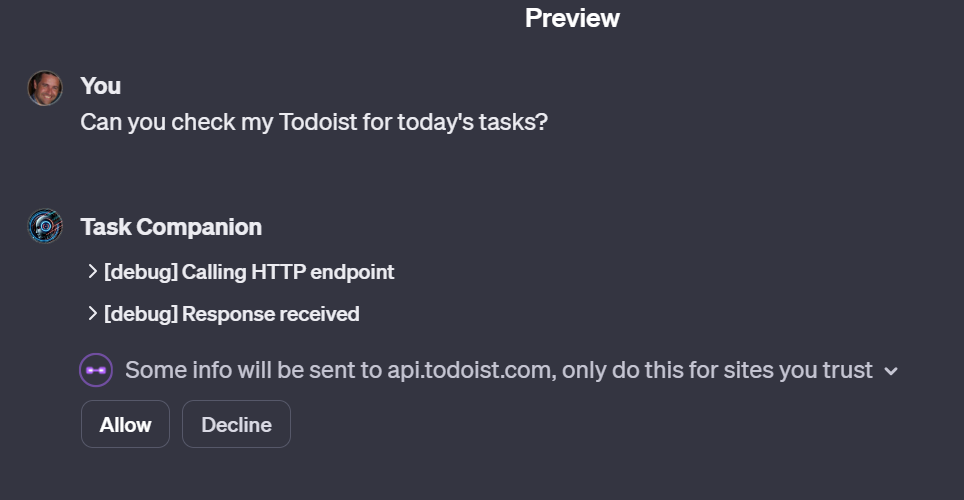 Preview
You
Can you check my Todoist for today's tasks?
Task Companion
[debug] Calling HTTP endpoint
[debug] Response received
Some info will be sent to api.todoist.com, only do this for sites you trust
Allow Decline